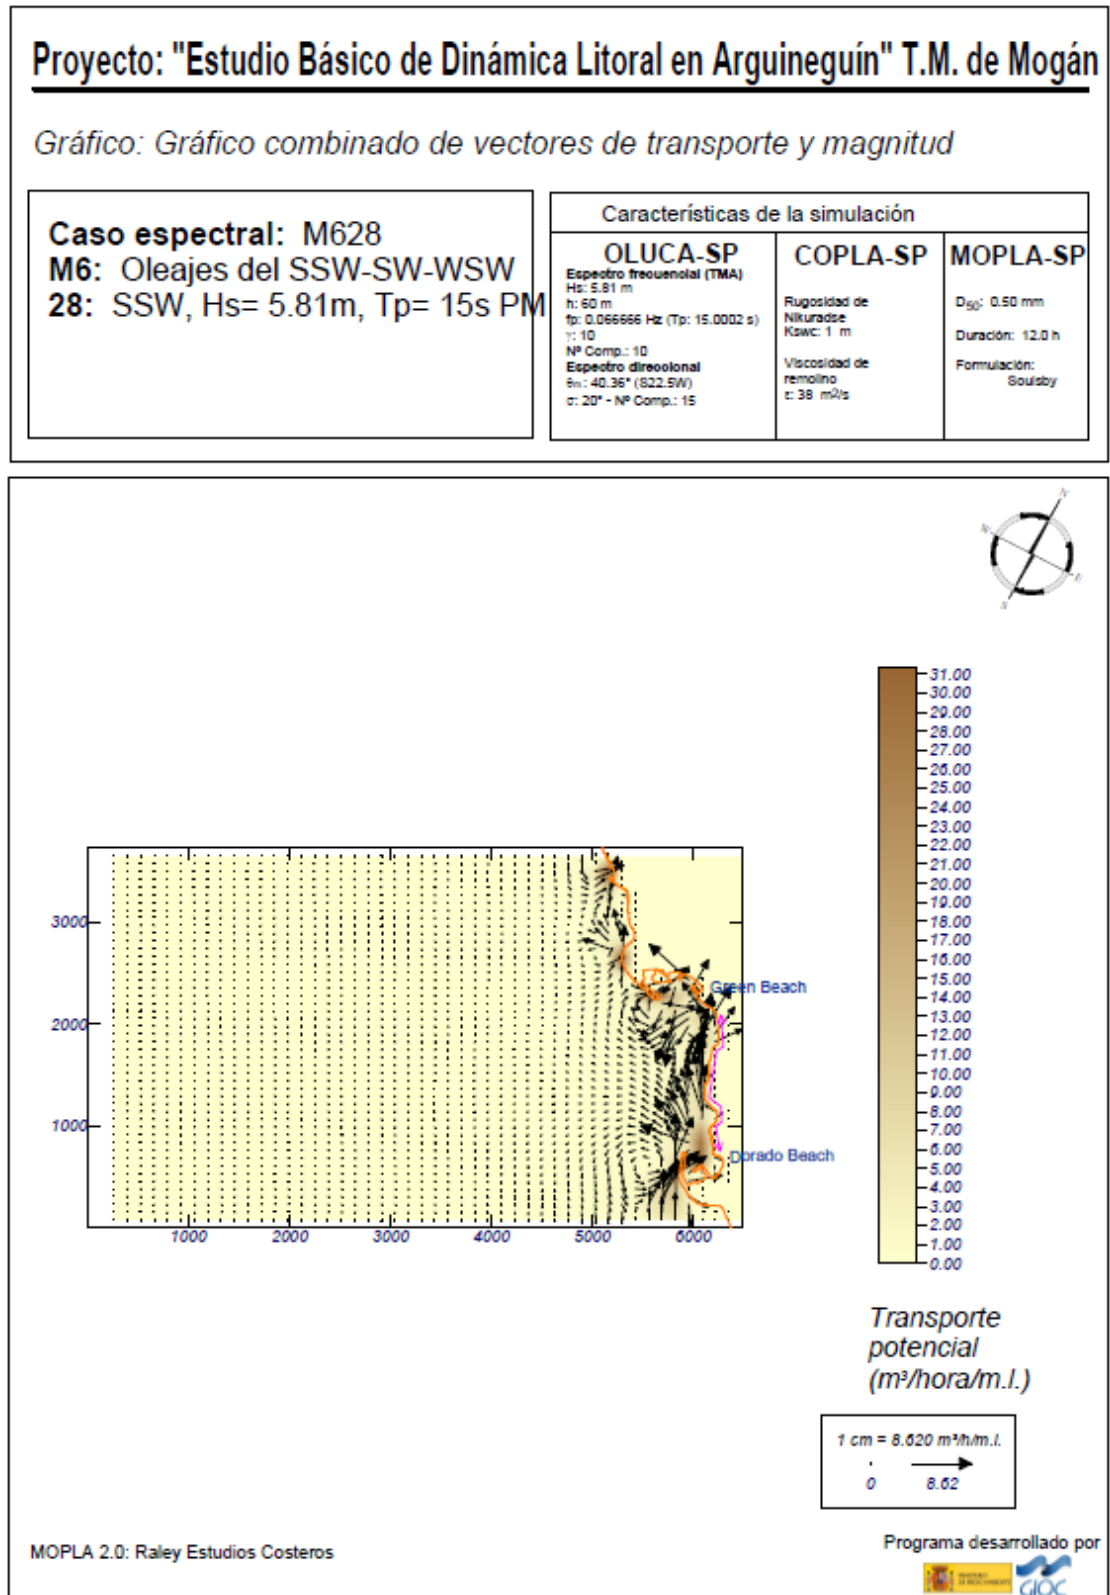 Proyecto: "Estudio Básico de Dinámica Litoral en Arguineguín" T.M. de Mogán
Gráfico: Gráfico combinado de vectores de transporte y magnitud
Caso espectral: M628
M6: Oleajes del SSW-SW-WSW
28: SSW, Hs= 5.81m, Tp= 15s PM
Características de la simulación
OLUCA-SP
Espectro frecuencial (TMA)
Hs: 5.81 m
h: 60 m
fp: 0.066666 Hz (Tp: 15.0002 s)
γ: 10
Nº Comp.: 10
Espectro direccional
θm: 40.36° (S22.5W)
σ: 20° - Nº Comp.: 15
COPLA-SP
Rugosidad de
Nikuradse
Kswc: 1 m
Viscosidad de
remolino
ε: 38 m2/s
MOPLA-SP
D50: 0.50 mm
Duración: 12.0 h
Formulación:
Soulsby
N
W
E
S
31.00
30.00
29.00
28.00
27.00
26.00
25.00
24.00
23.00
22.00
21.00
20.00
19.00
18.00
17.00
16.00
15.00
14.00
13.00
12.00
11.00
10.00
9.00
8.00
7.00
6.00
5.00
4.00
3.00
2.00
1.00
0.00
3000
2000
1000
Green Beach
Dorado Beach
1000 2000 3000 4000 5000 6000
Transporte
potencial
(m³/hora/m.l.)
1 cm = 8.620 m³/h/m.l.
0 8.62
MOPLA 2.0: Raley Estudios Costeros
Programa desarrollado por
GIOC